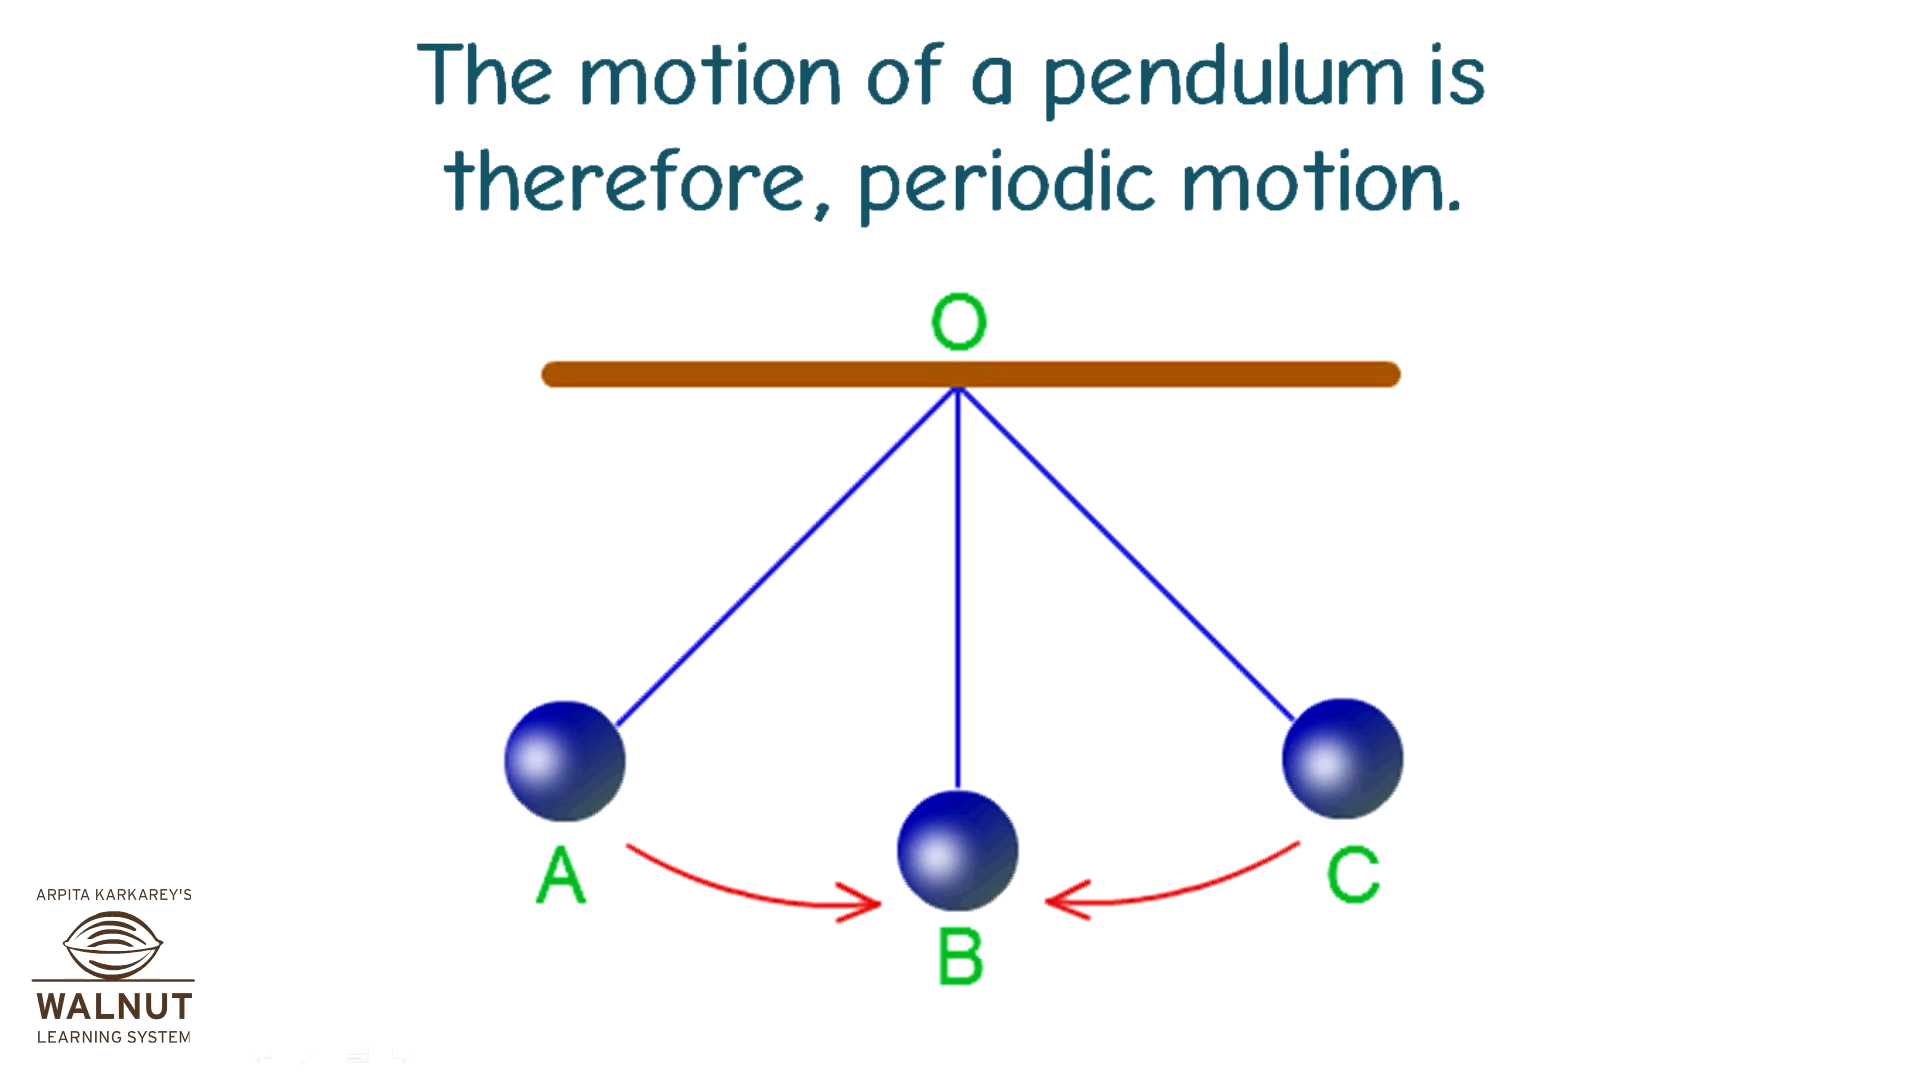 The motion of a pendulum is
therefore, periodic motion.
O
A
B
C
ARPITA KARKAREY'S
WALNUT
LEARNING SYSTEM